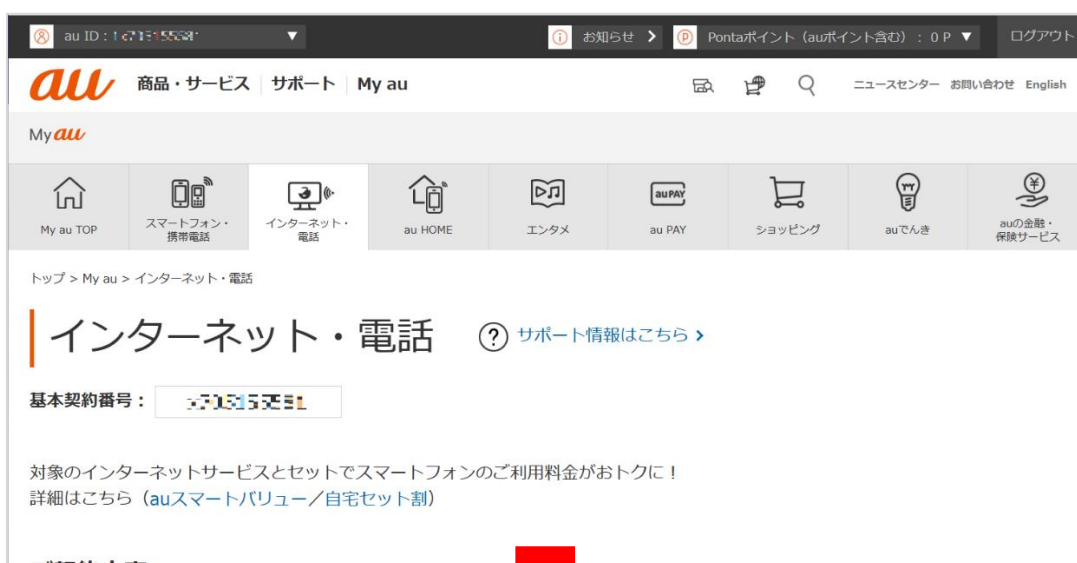 au ID :
お知らせ
Pontaポイント（auポイント含む）： 0 P
ログアウト
au
商品・サービス
サポート
My au
ニュースセンター
お問い合わせ
English
My au
My au TOP
スマートフォン・
携帯電話
インターネット・
電話
au HOME
エンタメ
au PAY
au PAY
ショッピング
auでんき
auの金融・
保険サービス
トップ > My au > インターネット・電話
インターネット・電話
サポート情報はこちら
基本契約番号：
対象のインターネットサービスとセットでスマートフォンのご利用料金がおトクに！
詳細はこちら（auスマートバリュー／自宅セット割）